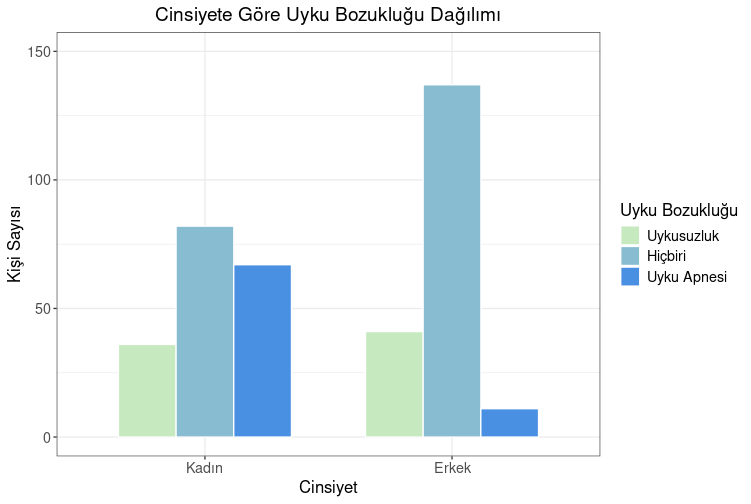 Cinsiyete Göre Uyku Bozukluğu Dağılımı
Kişi Sayısı
150
100
50
0
Kadın
Erkek
Cinsiyet
Uyku Bozukluğu
Uykusuzluk
Hiçbiri
Uyku Apnesi